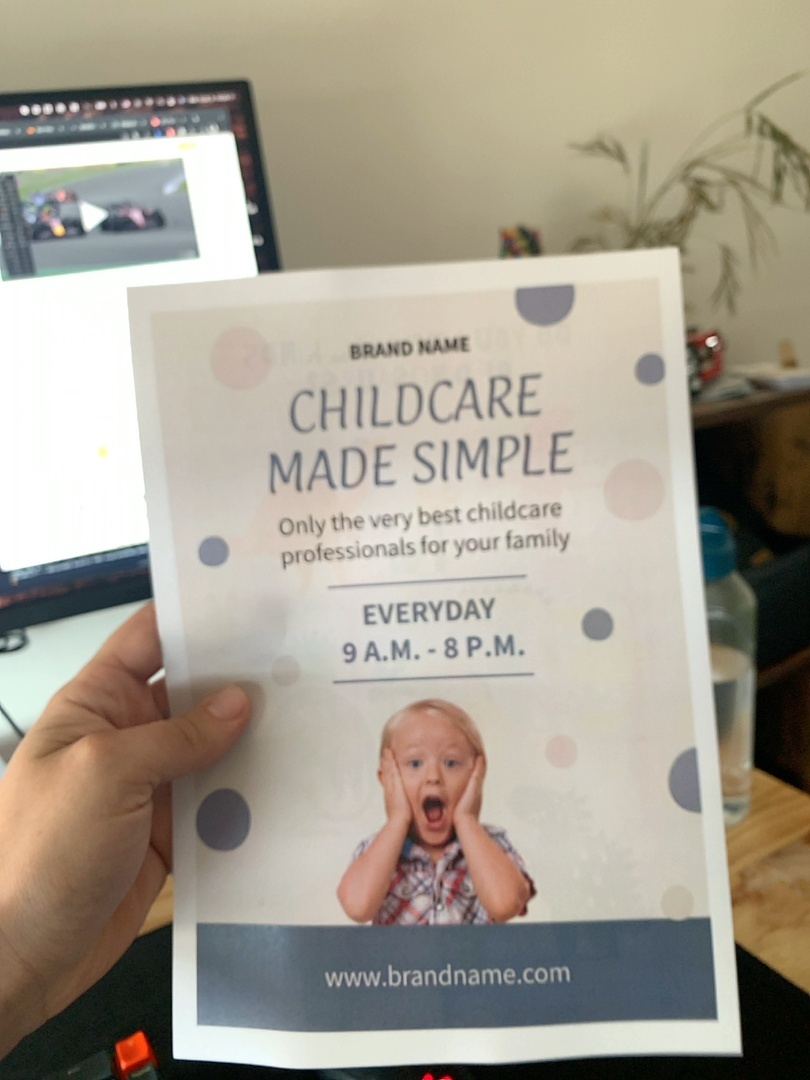 BRAND NAME
CHILDCARE
MADE SIMPLE
Only the very best childcare
professionals for your family
EVERYDAY
9 A.M. - 8 P.M.
www.brandname.com